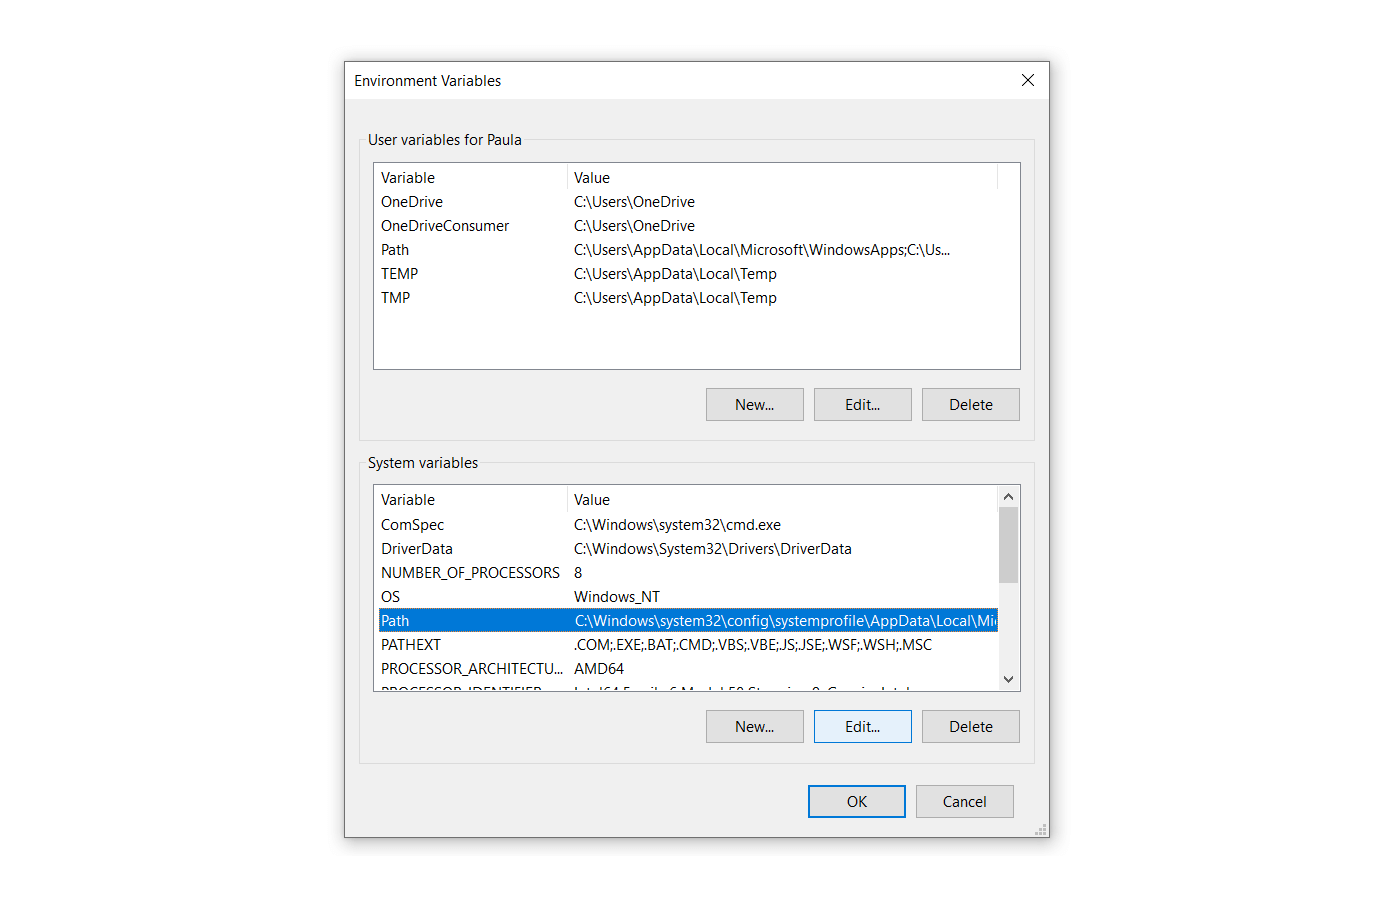 Environment Variables
User variables for Paula
Variable Value
OneDrive C:\Users\OneDrive
OneDriveConsumer C:\Users\OneDrive
Path C:\Users\AppData\Local\Microsoft\WindowsApps;C:\Us...
TEMP C:\Users\AppData\Local\Temp
TMP C:\Users\AppData\Local\Temp
New... Edit... Delete
System variables
Variable Value
ComSpec C:\Windows\system32\cmd.exe
DriverData C:\Windows\System32\Drivers\DriverData
NUMBER_OF_PROCESSORS 8
OS Windows_NT
Path C:\Windows\system32\config\systemprofile\AppData\Local\Mi
PATHEXT .COM;.EXE;.BAT;.CMD;.VBS;.VBE;.JS;.JSE;.WSF;.WSH;.MSC
PROCESSOR_ARCHITECTU... AMD64
New... Edit... Delete
OK Cancel